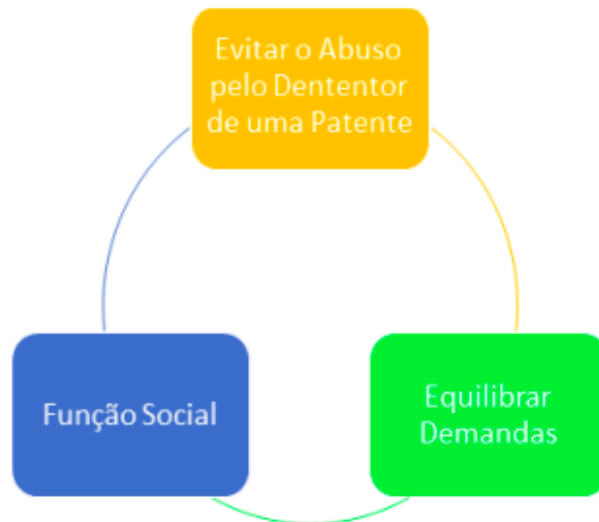 Evitar o Abuso
pelo Dententor
de uma Patente
Função Social
Equilibrar
Demandas